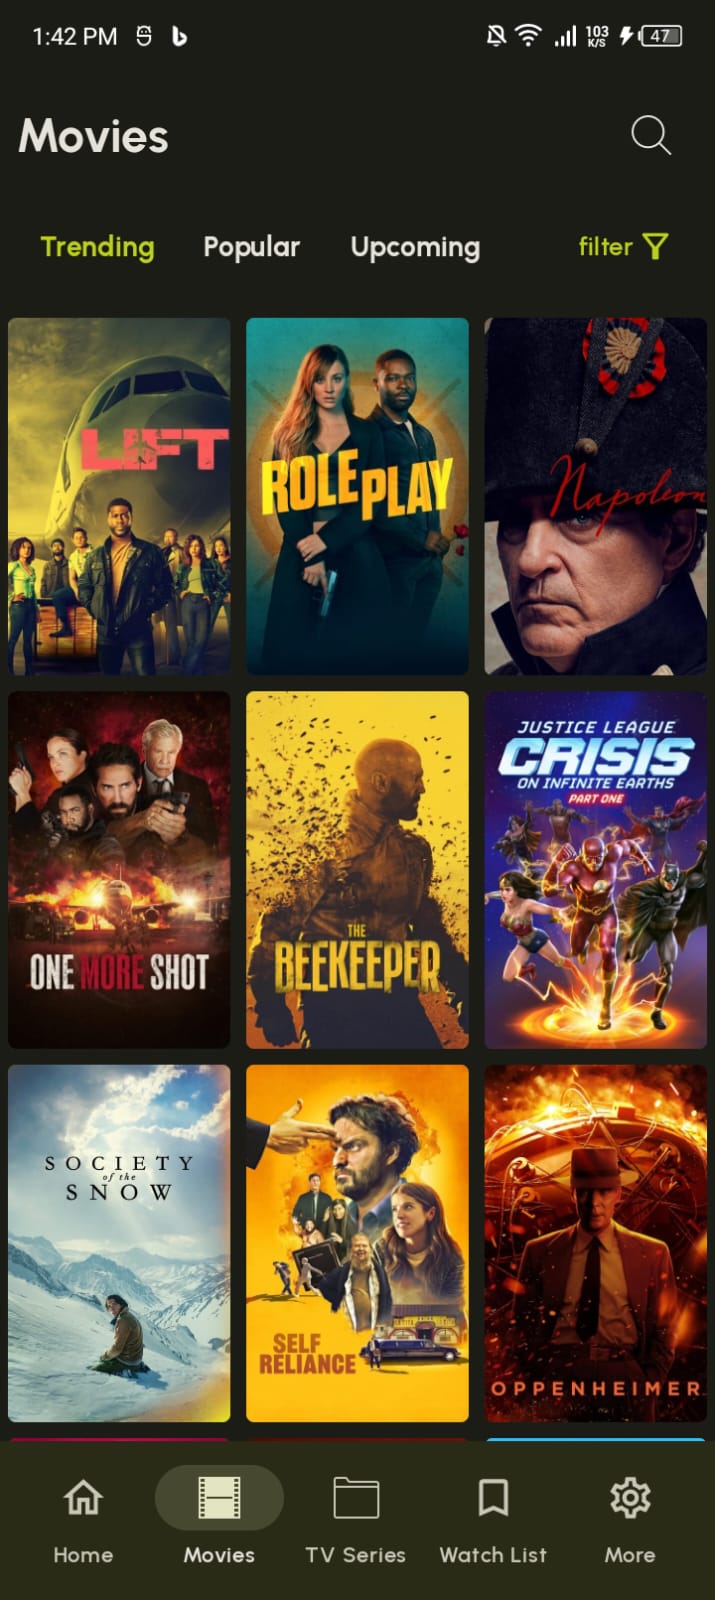 1:42 PM
103
K/S
47
Movies
Trending Popular Upcoming filter
LIFT
ROLE PLAY
Napoleon
ONE MORE SHOT
THE
BEEKEEPER
JUSTICE LEAGUE
CRISIS
ON INFINITE EARTHS
PART ONE
SOCIETY
of the
SNOW
SELF
RELIANCE
OPPENHEIMER
Home Movies TV Series Watch List More